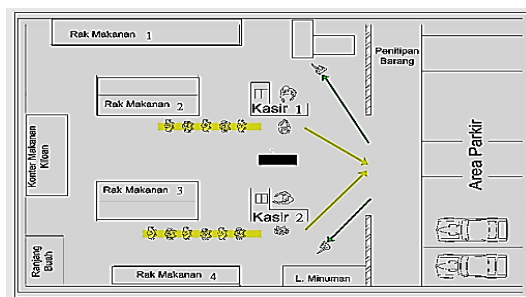 Rak Makanan 1
Penitipan
Barang
Rak Makanan 2
Kasir 1
Konter Makanan
Kiloan
Area Parkir
Rak Makanan 3
Kasir 2
Ranjang
Buah
Rak Makanan 4
L. Minuman